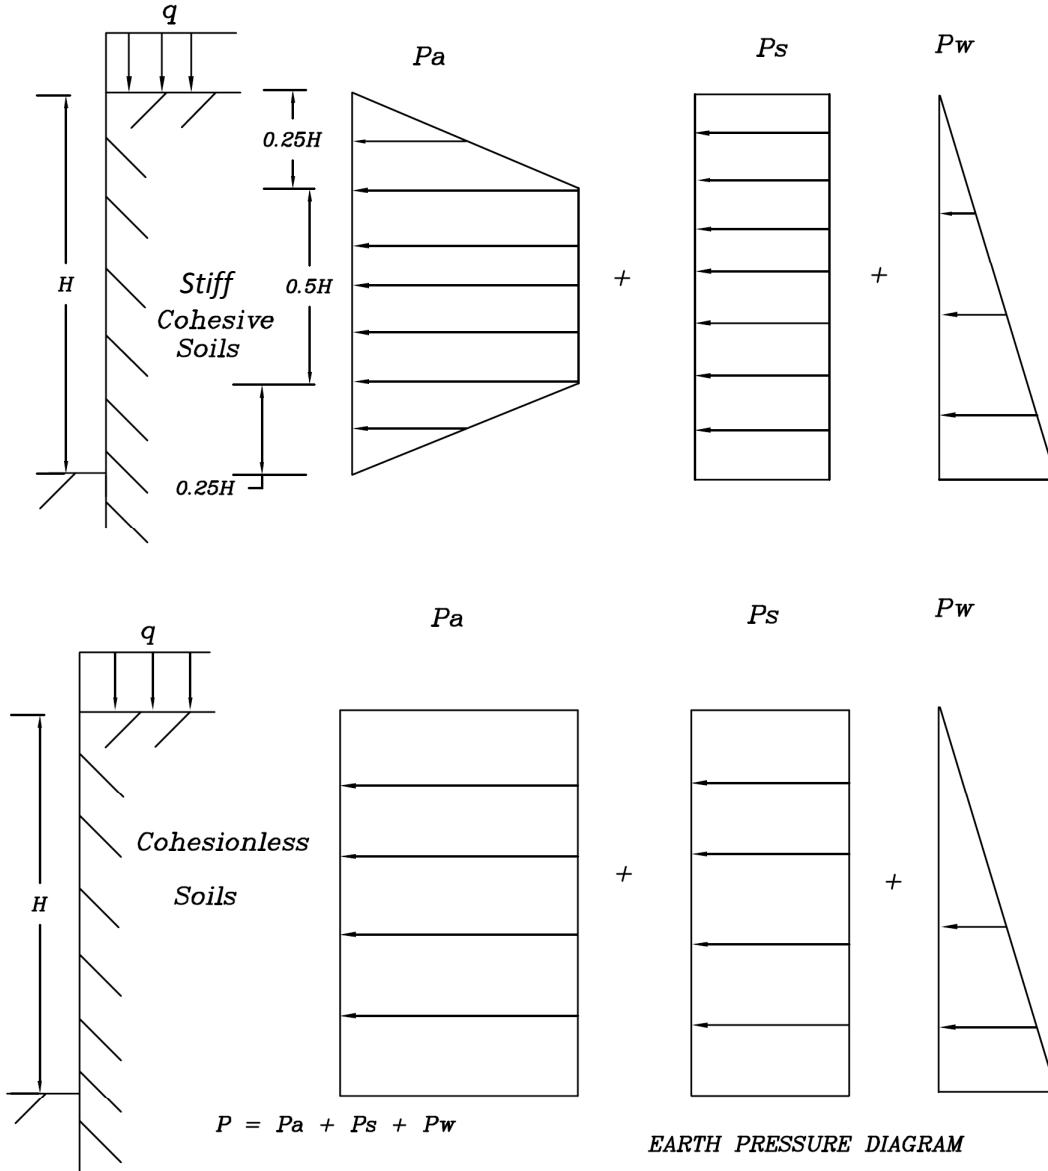 q
Pa
Ps
Pw
0.25H
H
Stiff
Cohesive
Soils
0.5H
+
+
0.25H
q
Pa
Ps
Pw
Cohesionless
Soils
H
+
+
P = Pa + Ps + Pw
EARTH PRESSURE DIAGRAM